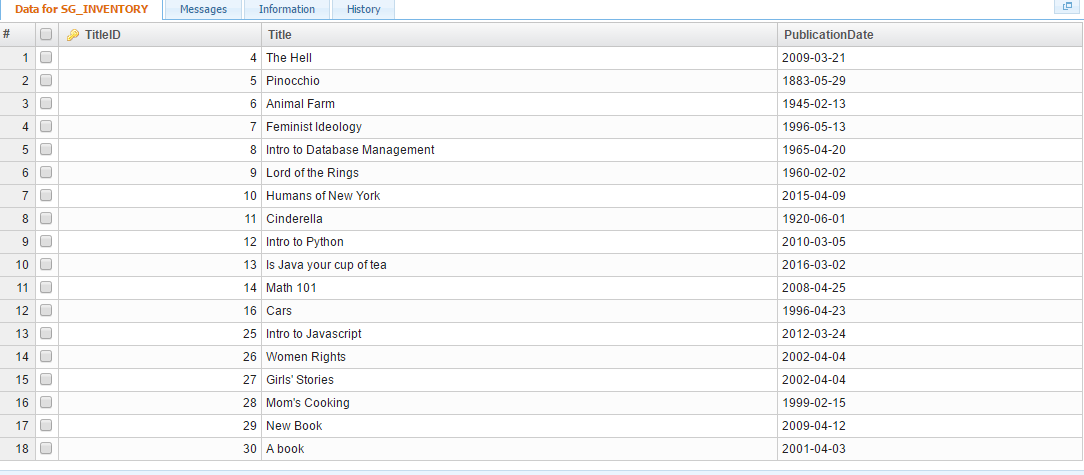 Data for SG_INVENTORY Messages Information History
# TitleID Title PublicationDate
1 4 The Hell 2009-03-21
2 5 Pinocchio 1883-05-29
3 6 Animal Farm 1945-02-13
4 7 Feminist Ideology 1996-05-13
5 8 Intro to Database Management 1965-04-20
6 9 Lord of the Rings 1960-02-02
7 10 Humans of New York 2015-04-09
8 11 Cinderella 1920-06-01
9 12 Intro to Python 2010-03-05
10 13 Is Java your cup of tea 2016-03-02
11 14 Math 101 2008-04-25
12 16 Cars 1996-04-23
13 25 Intro to Javascript 2012-03-24
14 26 Women Rights 2002-04-04
15 27 Girls' Stories 2002-04-04
16 28 Mom's Cooking 1999-02-15
17 29 New Book 2009-04-12
18 30 A book 2001-04-03